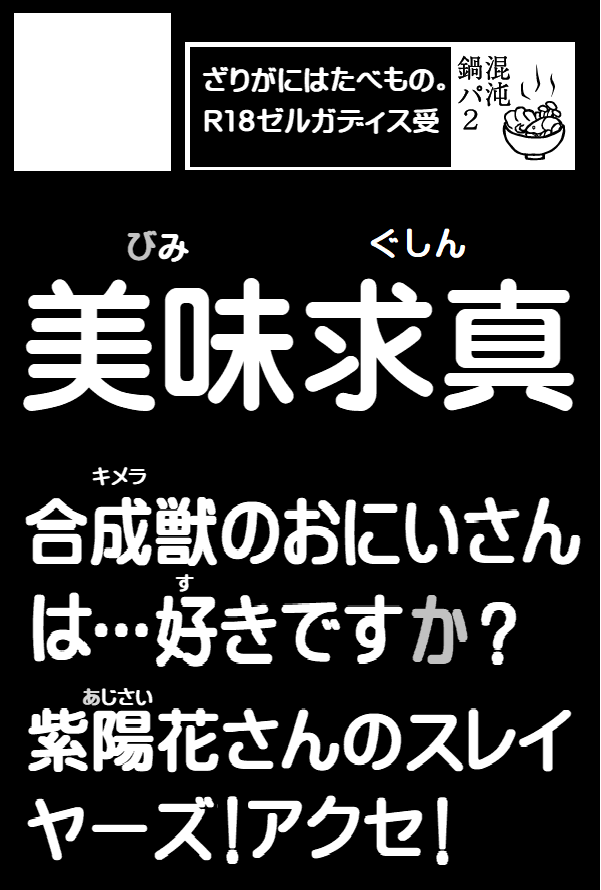 ざりがにはたべもの。
R18ゼルガディス受
混沌
鍋パ2
びみ ぐしん
美味求真
キメラ
合成獣のおにいさん
す
は…好きですか？
あじさい
紫陽花さんのスレイ
ヤーズ！アクセ！